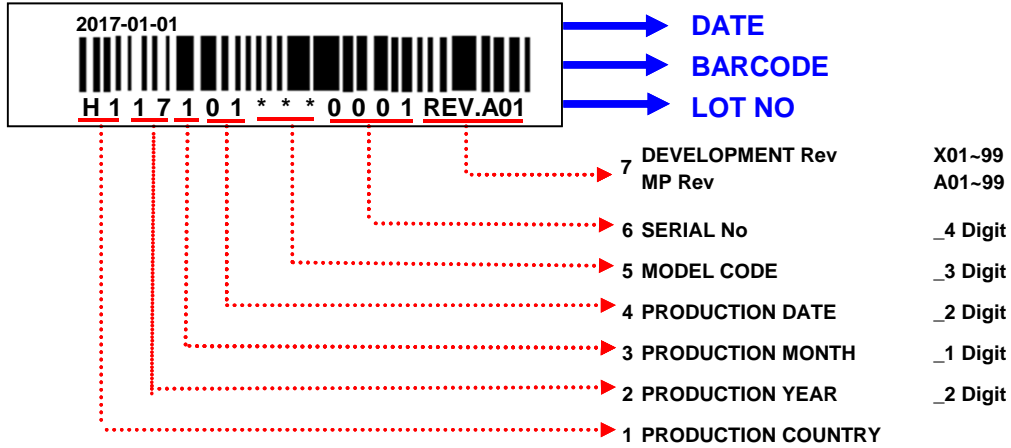 2017-01-01
H 1 1 7 1 0 1 * * * 0 0 0 1 REV.A01
DATE
BARCODE
LOT NO
7 DEVELOPMENT Rev X01~99
MP Rev A01~99
6 SERIAL No _4 Digit
5 MODEL CODE _3 Digit
4 PRODUCTION DATE _2 Digit
3 PRODUCTION MONTH _1 Digit
2 PRODUCTION YEAR _2 Digit
1 PRODUCTION COUNTRY